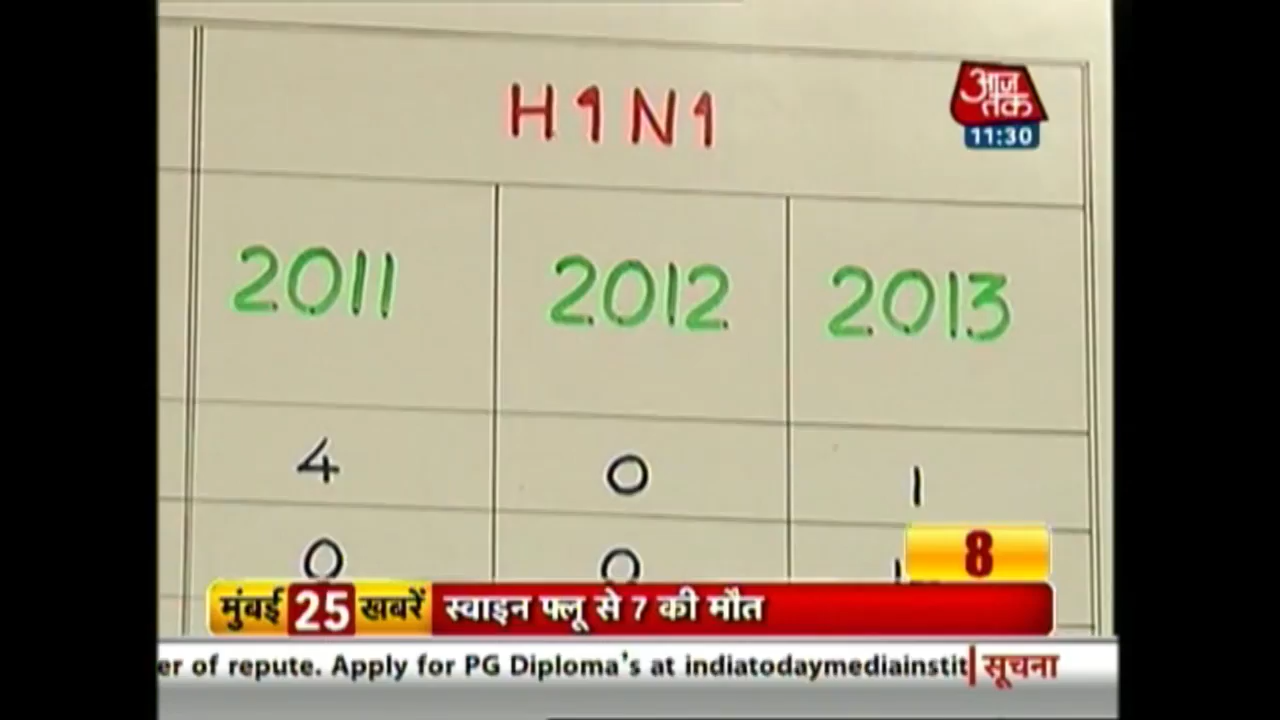 H1N1
आज
तक
11:30
2011 2012 2013
4 0 1
0 0
8
मुंबई 25 खबरें स्वाइन फ्लू से 7 की मौत
er of repute. Apply for PG Diploma's at indiatodaymediainstit सूचना